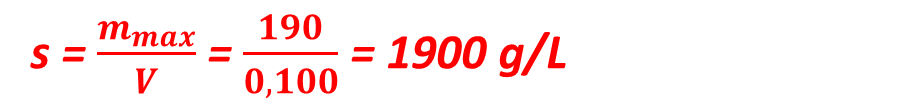 s = m_max / V = 190 / 0,100 = 1900 g/L